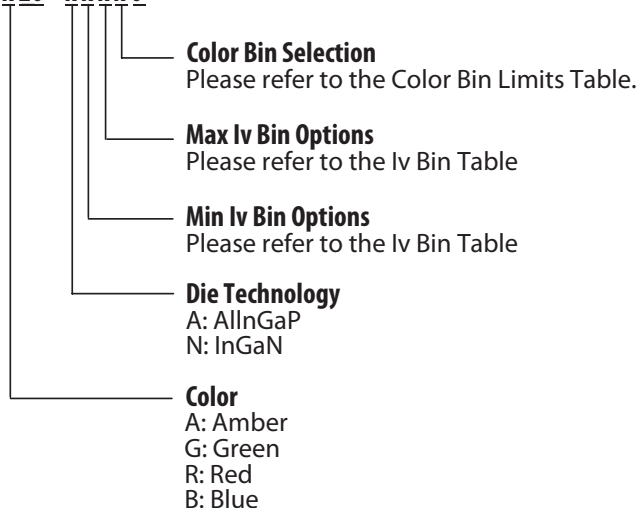 Color Bin Selection
Please refer to the Color Bin Limits Table.
Max Iv Bin Options
Please refer to the Iv Bin Table
Min Iv Bin Options
Please refer to the Iv Bin Table
Die Technology
A: AllnGaP
N: InGaN
Color
A: Amber
G: Green
R: Red
B: Blue